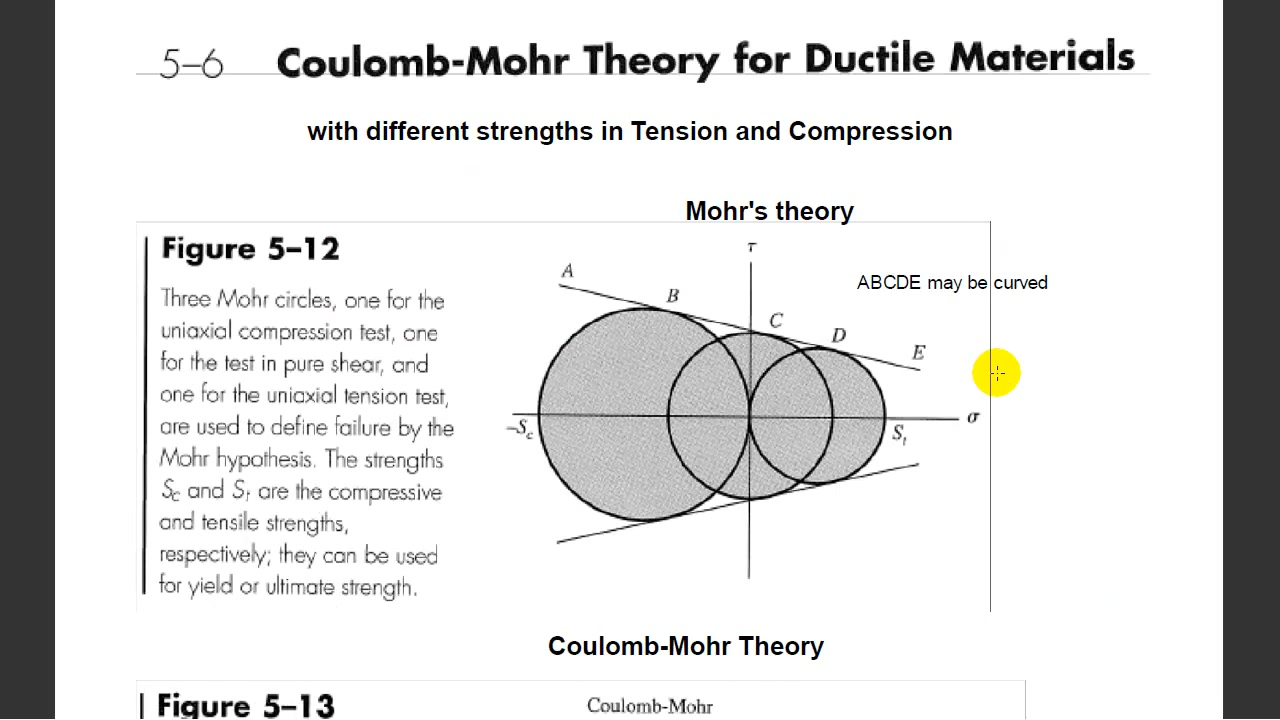 5–6 Coulomb-Mohr Theory for Ductile Materials
with different strengths in Tension and Compression
Mohr's theory
Figure 5–12
Three Mohr circles, one for the
uniaxial compression test, one
for the test in pure shear, and
one for the uniaxial tension test,
are used to define failure by the
Mohr hypothesis. The strengths
Sc and St are the compressive
and tensile strengths,
respectively; they can be used
for yield or ultimate strength.
τ
ABCDE may be curved
A
B
C
D
E
–Sc
St
σ
Coulomb-Mohr Theory
Figure 5–13
Coulomb-Mohr